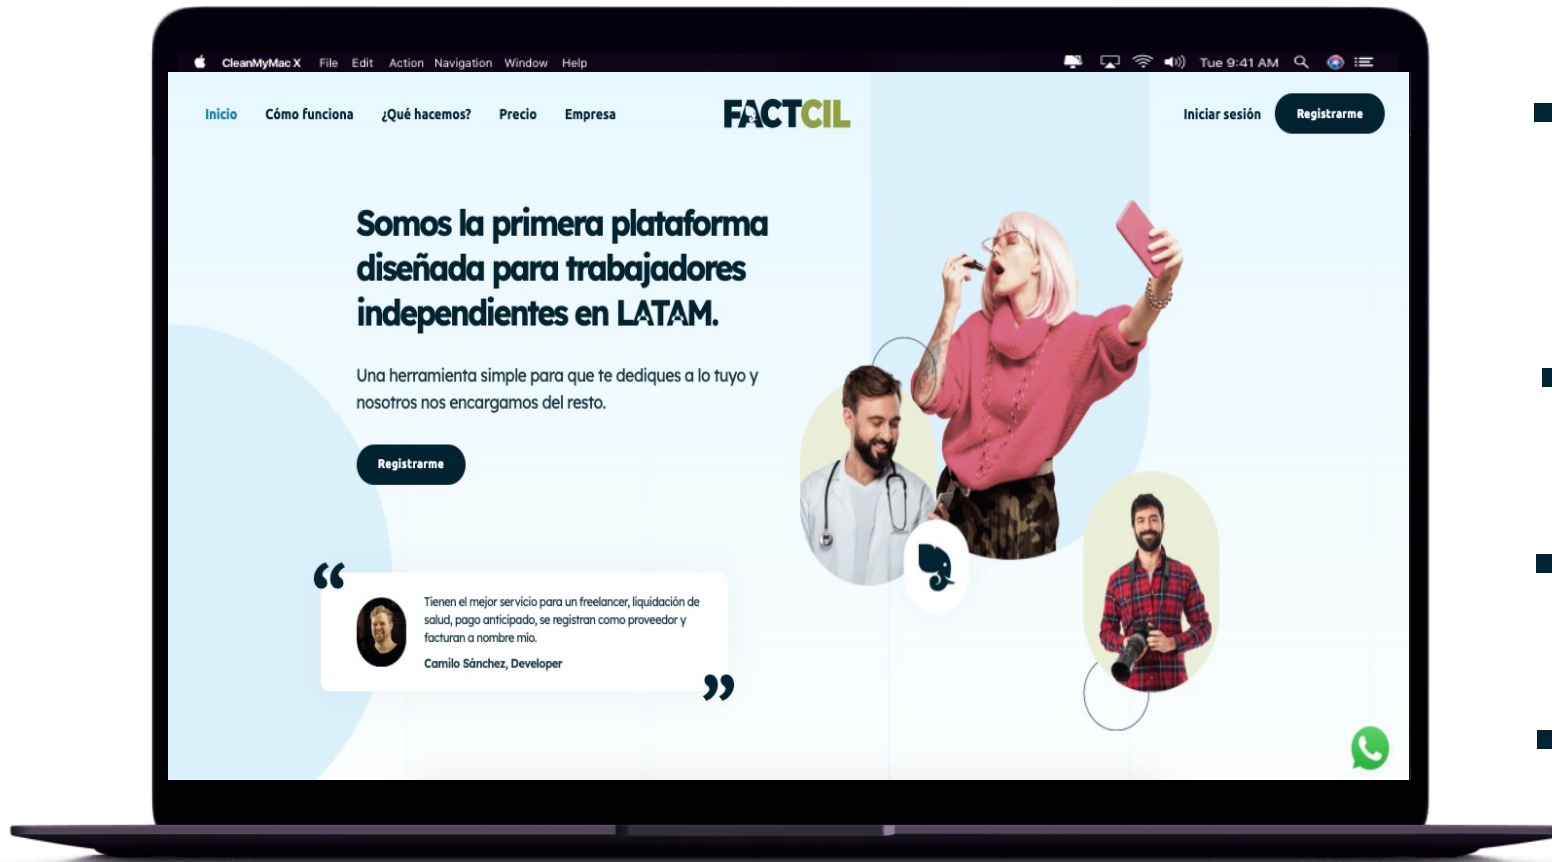 CleanMyMac X File Edit Action Navigation Window Help Tue 9:41 AM
Inicio Cómo funciona ¿Qué hacemos? Precio Empresa FACTCIL Iniciar sesión Registrarme
Somos la primera plataforma
diseñada para trabajadores
independientes en LATAM.
Una herramienta simple para que te dediques a lo tuyo y
nosotros nos encargamos del resto.
Registrarme
“
Tienen el mejor servicio para un freelancer, liquidación de
salud, pago anticipado, se registran como proveedor y
facturan a nombre mío.
Camilo Sánchez, Developer
”